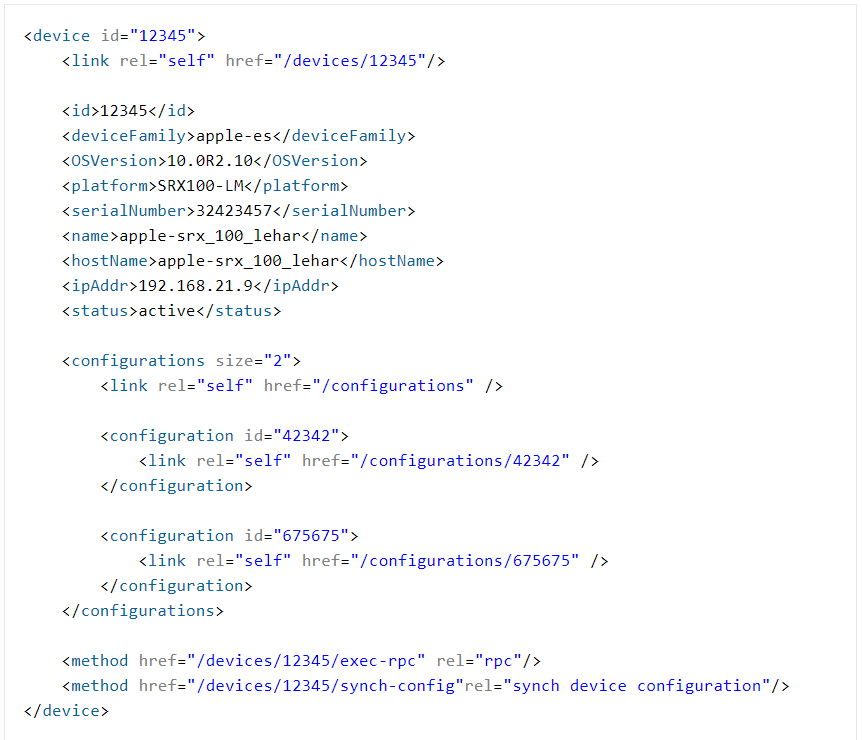 <device id="12345">
    <link rel="self" href="/devices/12345"/>

    <id>12345</id>
    <deviceFamily>apple-es</deviceFamily>
    <OSVersion>10.0R2.10</OSVersion>
    <platform>SRX100-LM</platform>
    <serialNumber>32423457</serialNumber>
    <name>apple-srx_100_lehar</name>
    <hostName>apple-srx_100_lehar</hostName>
    <ipAddr>192.168.21.9</ipAddr>
    <status>active</status>

    <configurations size="2">
        <link rel="self" href="/configurations" />

        <configuration id="42342">
            <link rel="self" href="/configurations/42342" />
        </configuration>

        <configuration id="675675">
            <link rel="self" href="/configurations/675675" />
        </configuration>
    </configurations>

    <method href="/devices/12345/exec-rpc" rel="rpc"/>
    <method href="/devices/12345/synch-config"rel="synch device configuration"/>
</device>